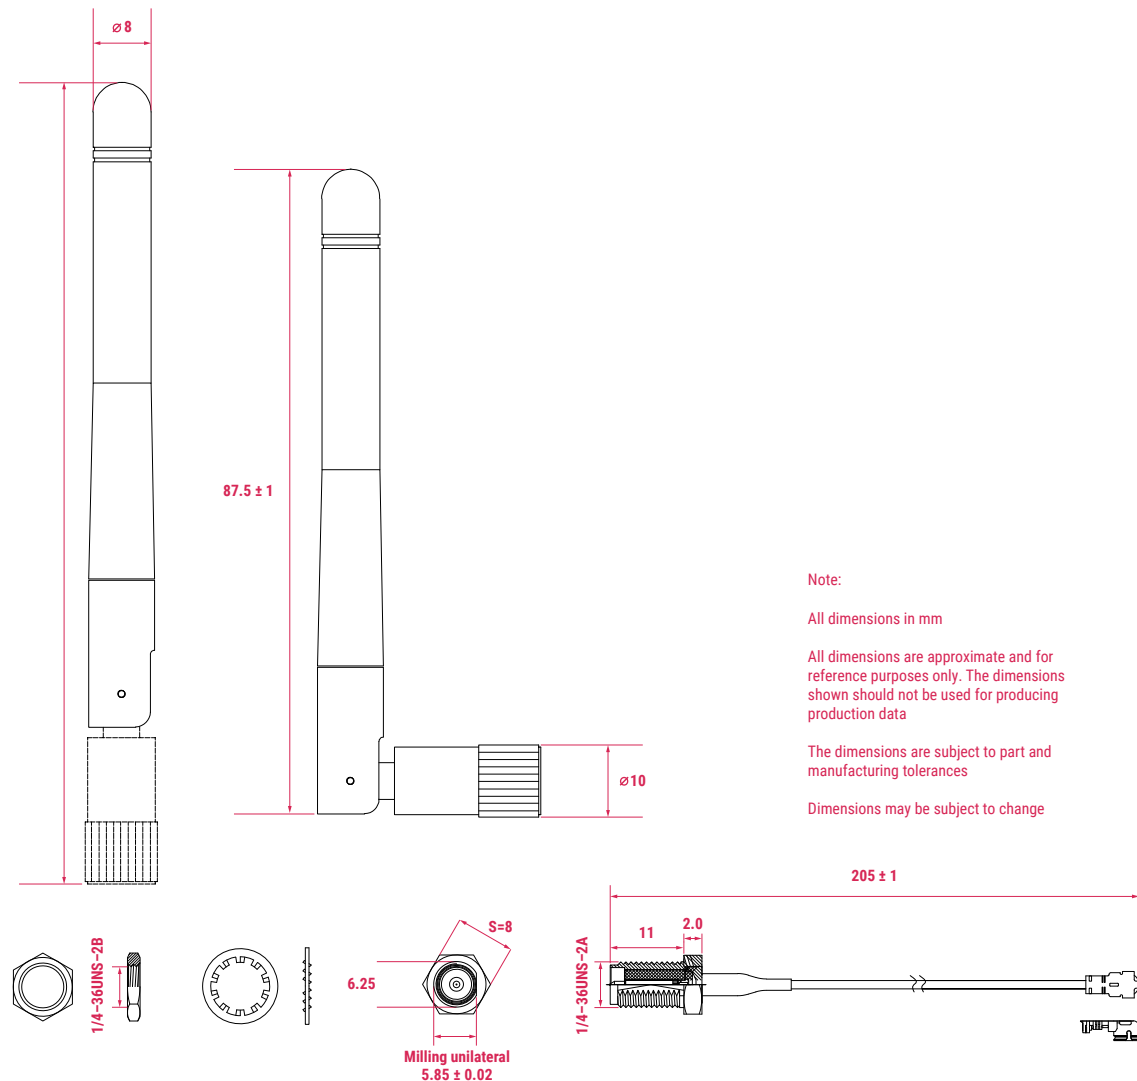 ⌀8
87.5 ± 1
Note:
All dimensions in mm
All dimensions are approximate and for
reference purposes only. The dimensions
shown should not be used for producing
production data
The dimensions are subject to part and
manufacturing tolerances
Dimensions may be subject to change
⌀10
205 ± 1
1/4–36UNS–2B
6.25
S=8
Milling unilateral
5.85 ± 0.02
1/4–36UNS–2A
11
2.0